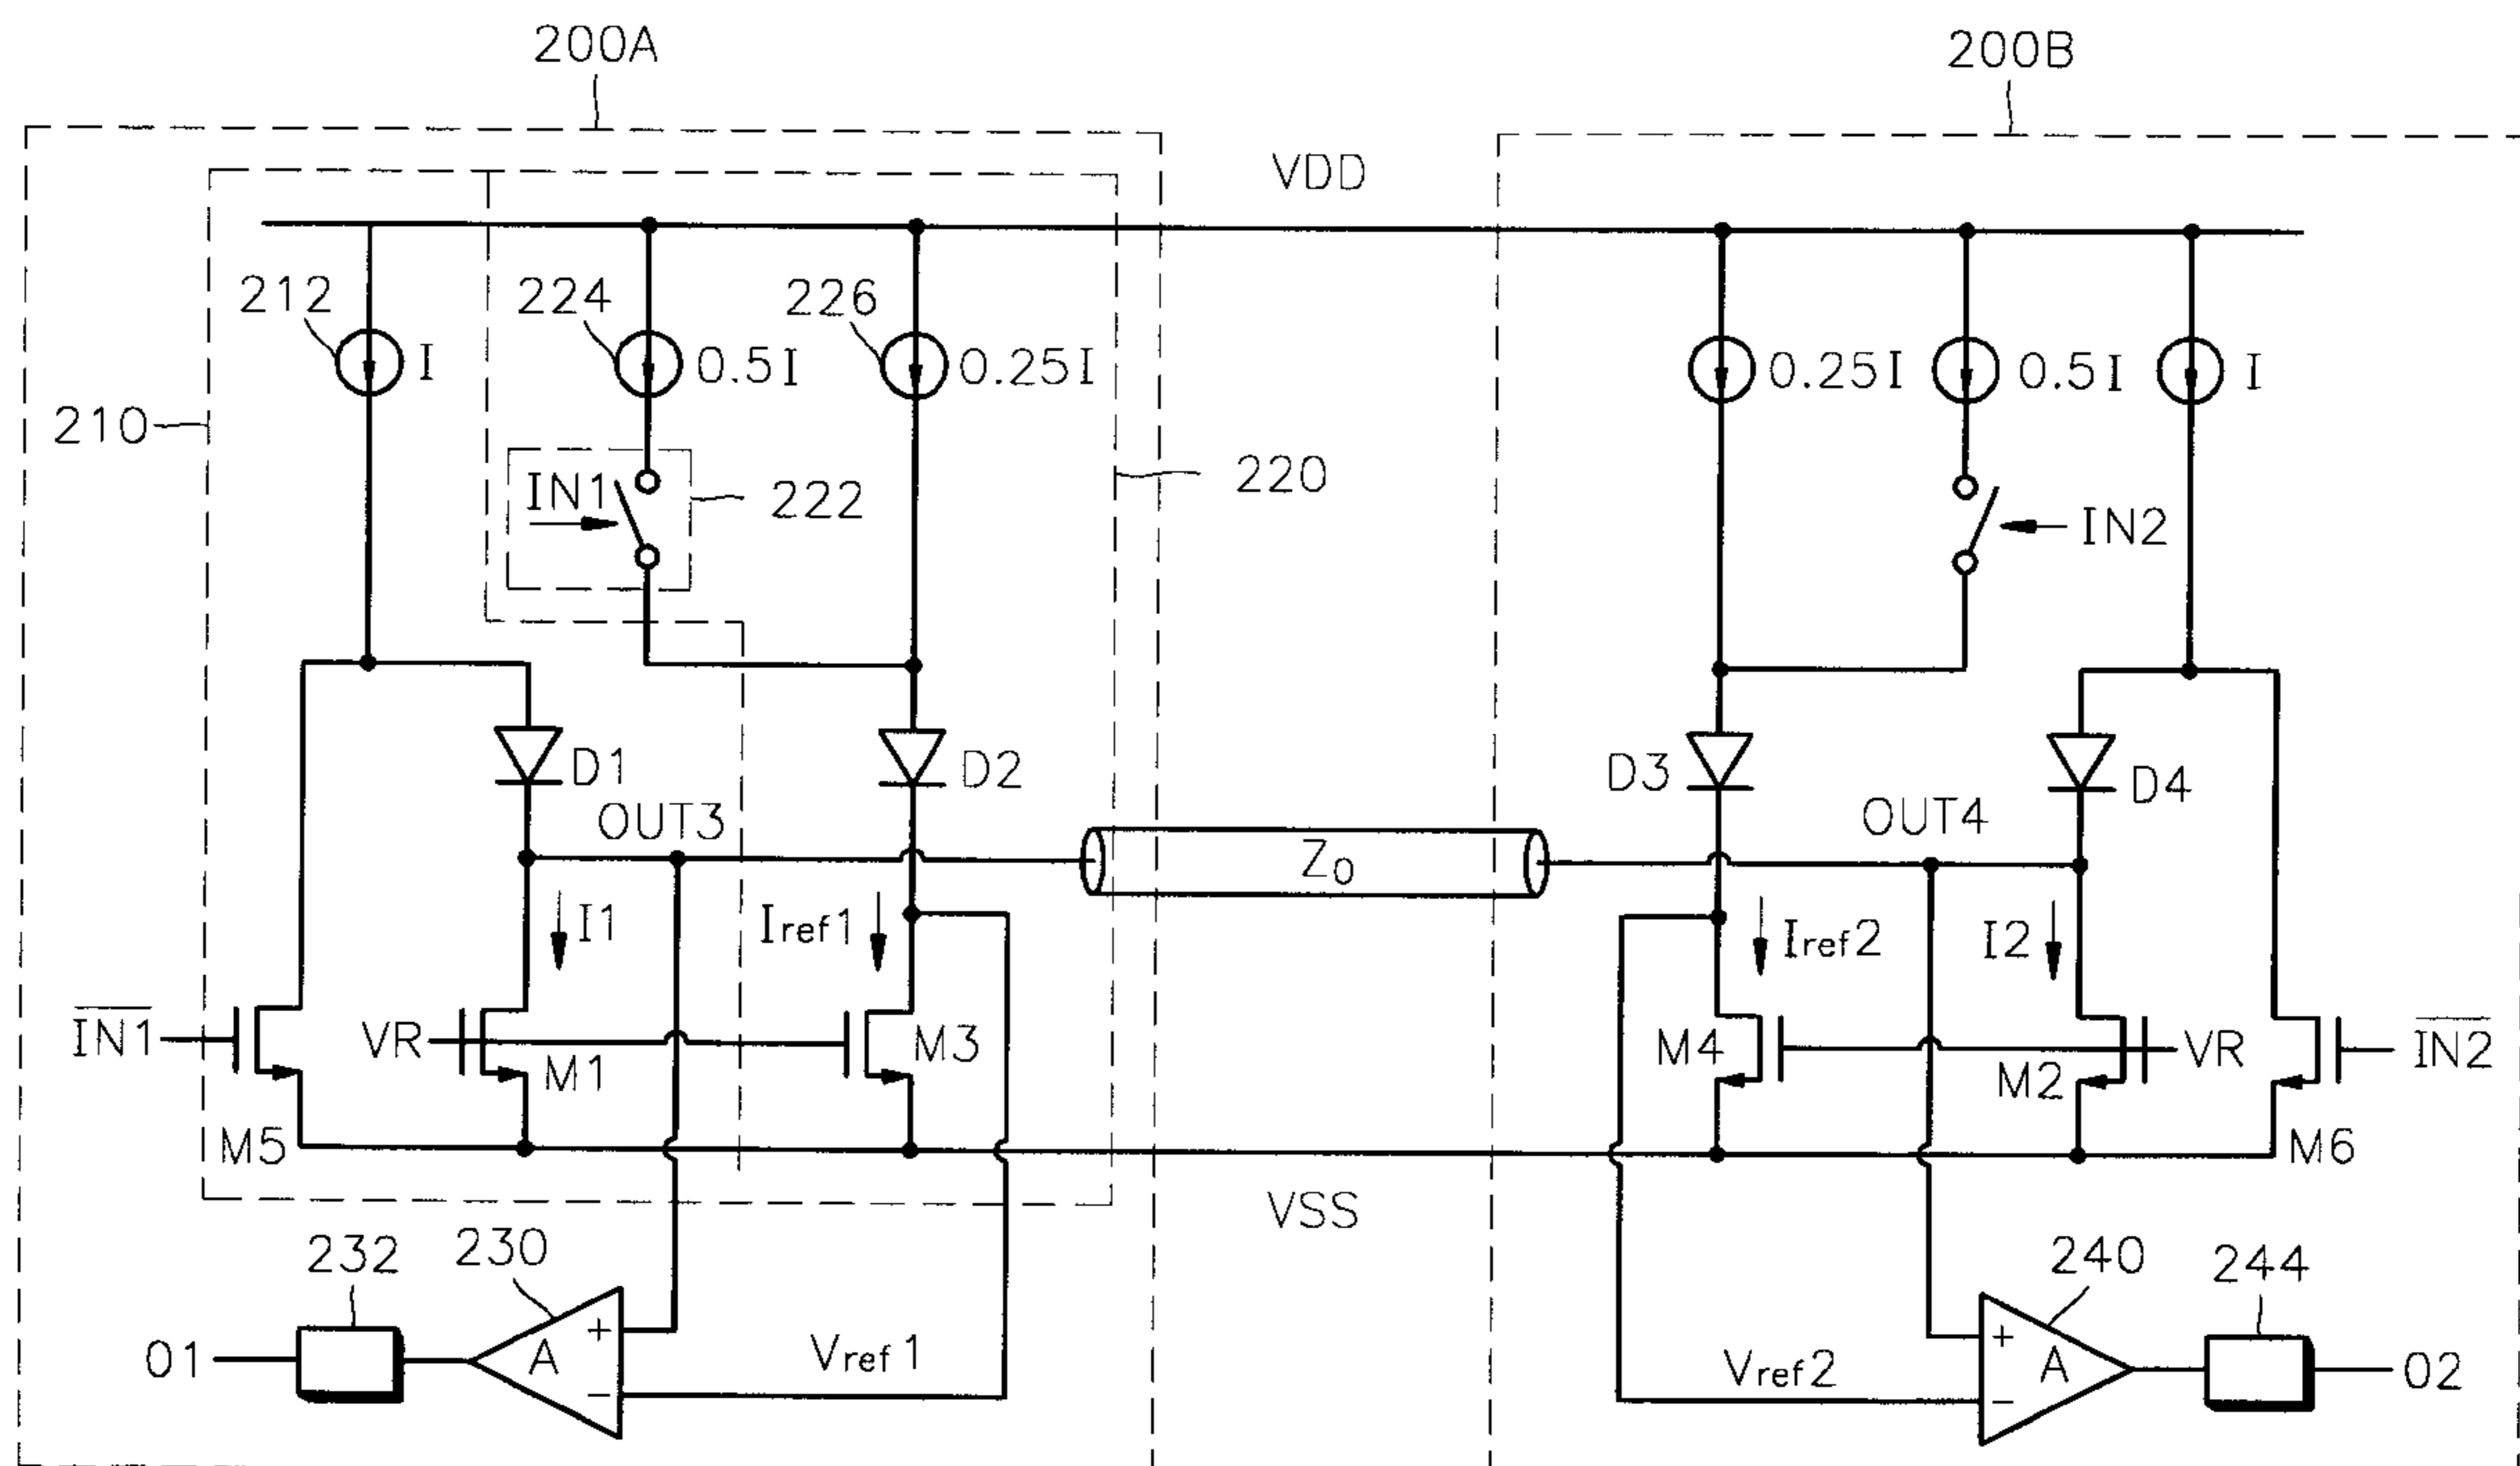 200A
200B
VDD
212
I
224
0.5I
226
0.25I
0.25I
0.5I
I
210
IN1
222
220
IN2
D1
D2
D3
D4
OUT3
OUT4
Z0
I1
Iref1
Iref2
I2
IN1
VR
M1
M3
M4
M2
VR
IN2
M5
M6
VSS
232
230
240
244
O1
A
+
−
Vref1
Vref2
+
−
A
O2